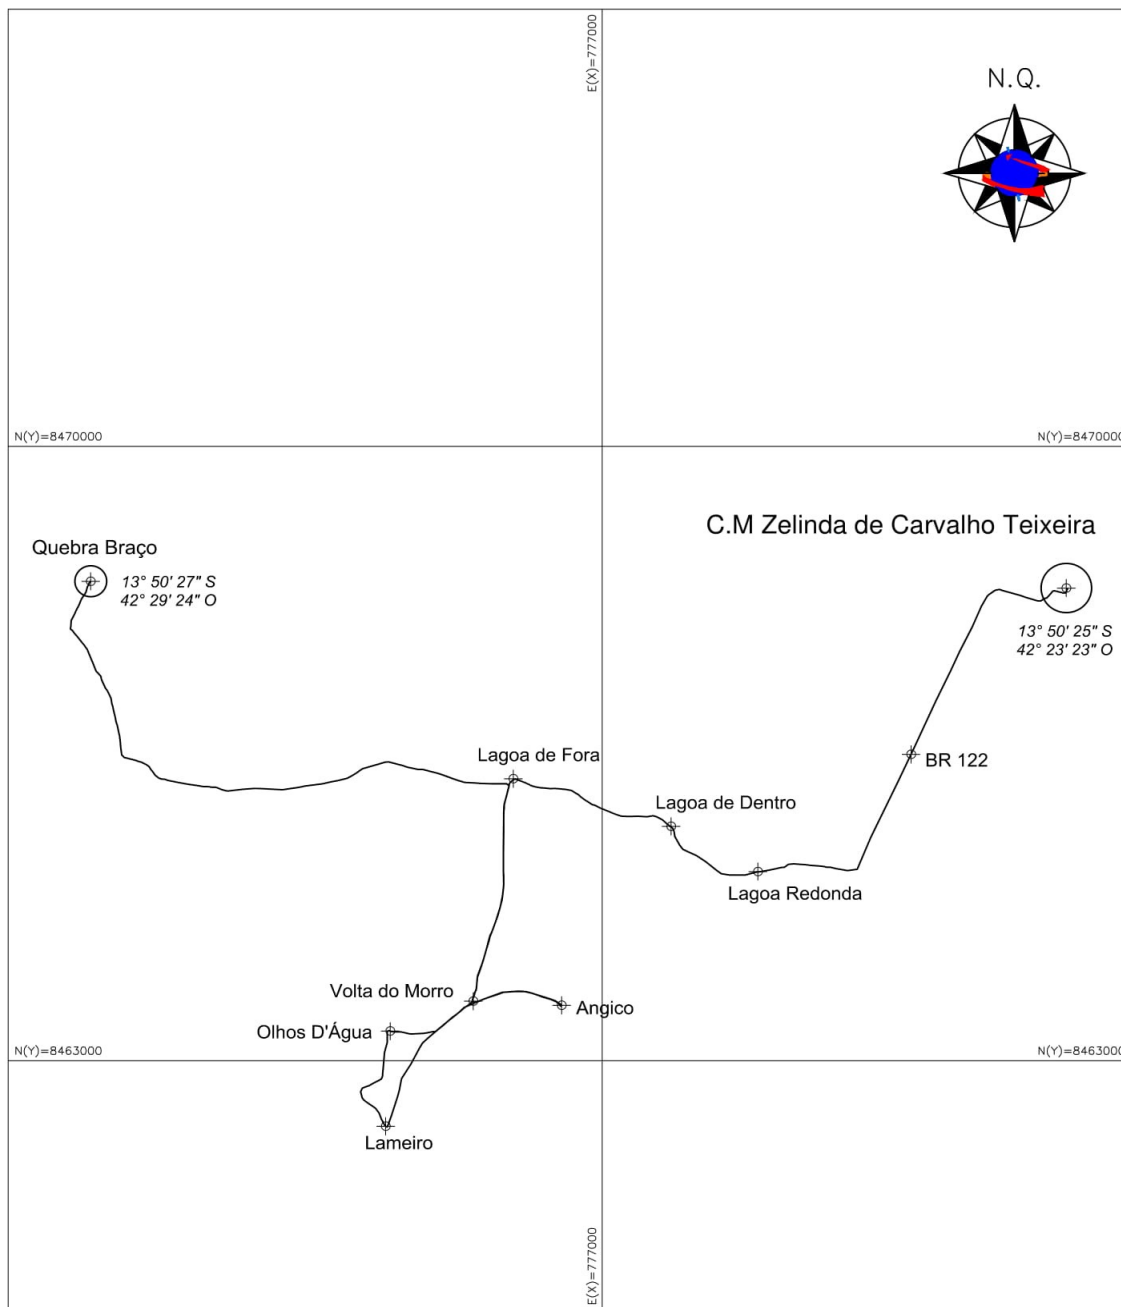 E(X)=777000
N.Q.
N(Y)=8470000
N(Y)=8470000
C.M Zelinda de Carvalho Teixeira
Quebra Braço
13° 50' 27" S
42° 29' 24" O
13° 50' 25" S
42° 23' 23" O
Lagoa de Fora
BR 122
Lagoa de Dentro
Lagoa Redonda
Volta do Morro
Angico
Olhos D'Água
N(Y)=8463000
N(Y)=8463000
Lameiro
E(X)=777000